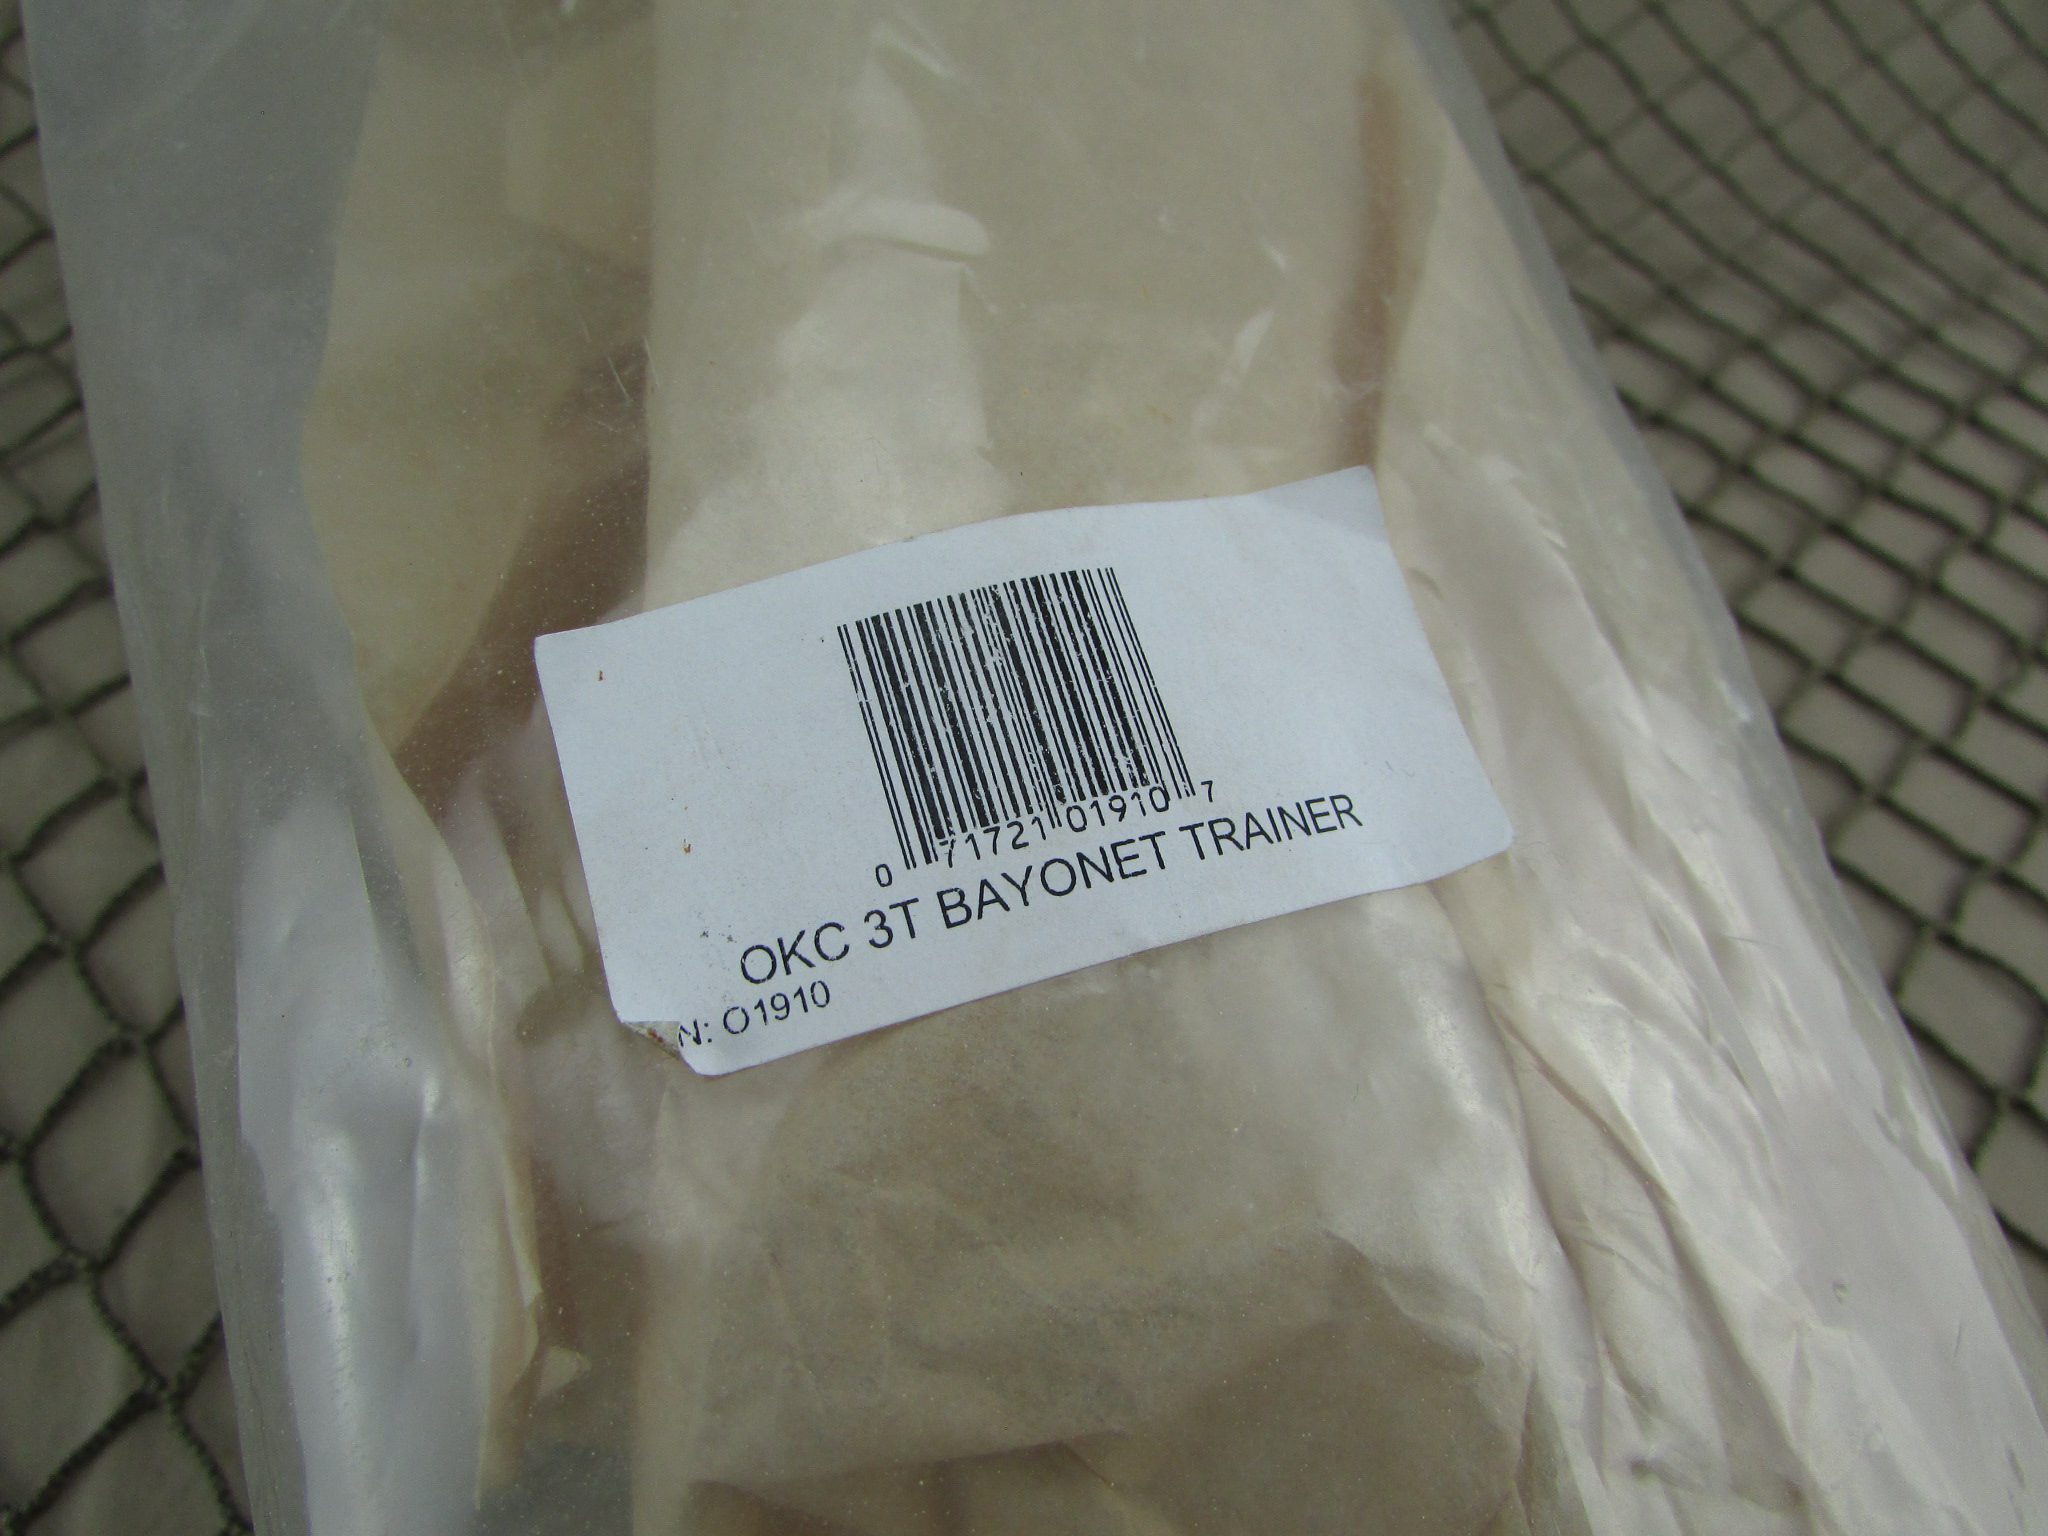 0 71721 01910 7
OKC 3T BAYONET TRAINER
N: O1910